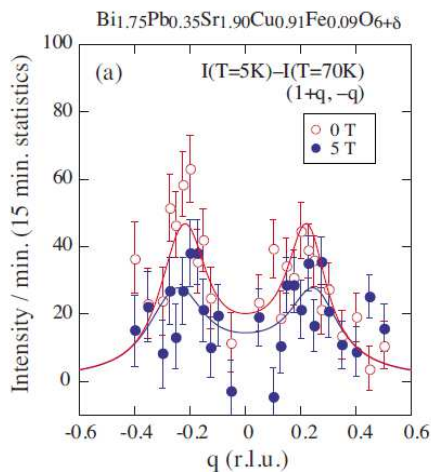 Bi1.75Pb0.35Sr1.90Cu0.91Fe0.09O6+δ
100
(a)
I(T=5K)–I(T=70K)
(1+q, –q)
80
0 T
5 T
60
40
20
0
Intensity / min. (15 min. statistics)
-0.6
-0.4
-0.2
0.0
0.2
0.4
0.6
q (r.l.u.)